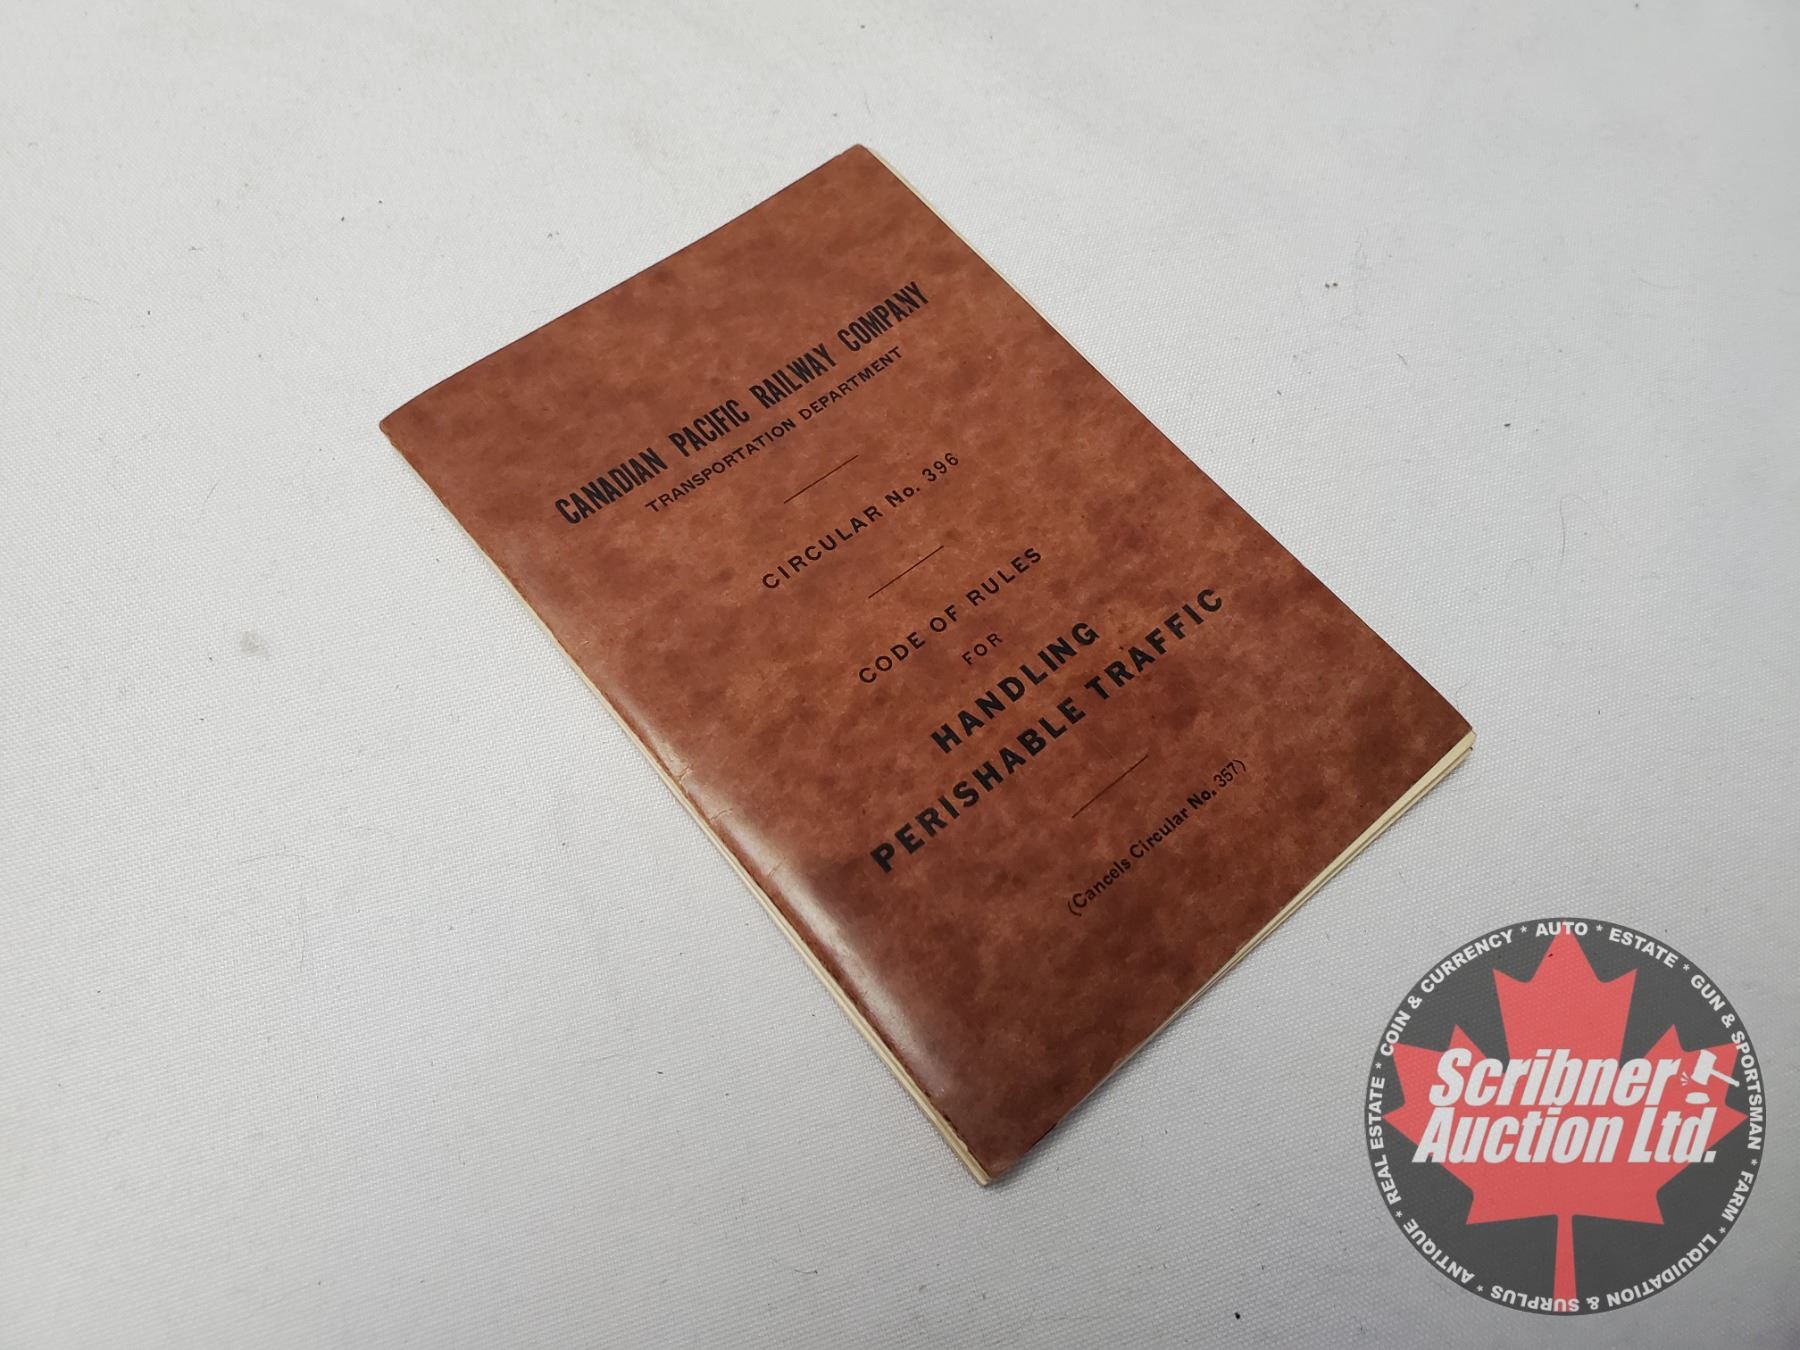 CANADIAN PACIFIC RAILWAY COMPANY
TRANSPORTATION DEPARTMENT
CIRCULAR No. 396
CODE OF RULES
FOR
HANDLING
PERISHABLE TRAFFIC
(Cancels Circular No. 357)
Scribner
Auction Ltd.
* COIN & CURRENCY * AUTO * ESTATE * GUN & SPORTSMAN * FARM * LIQUIDATION & SURPLUS * ANTIQUE * REAL ESTATE